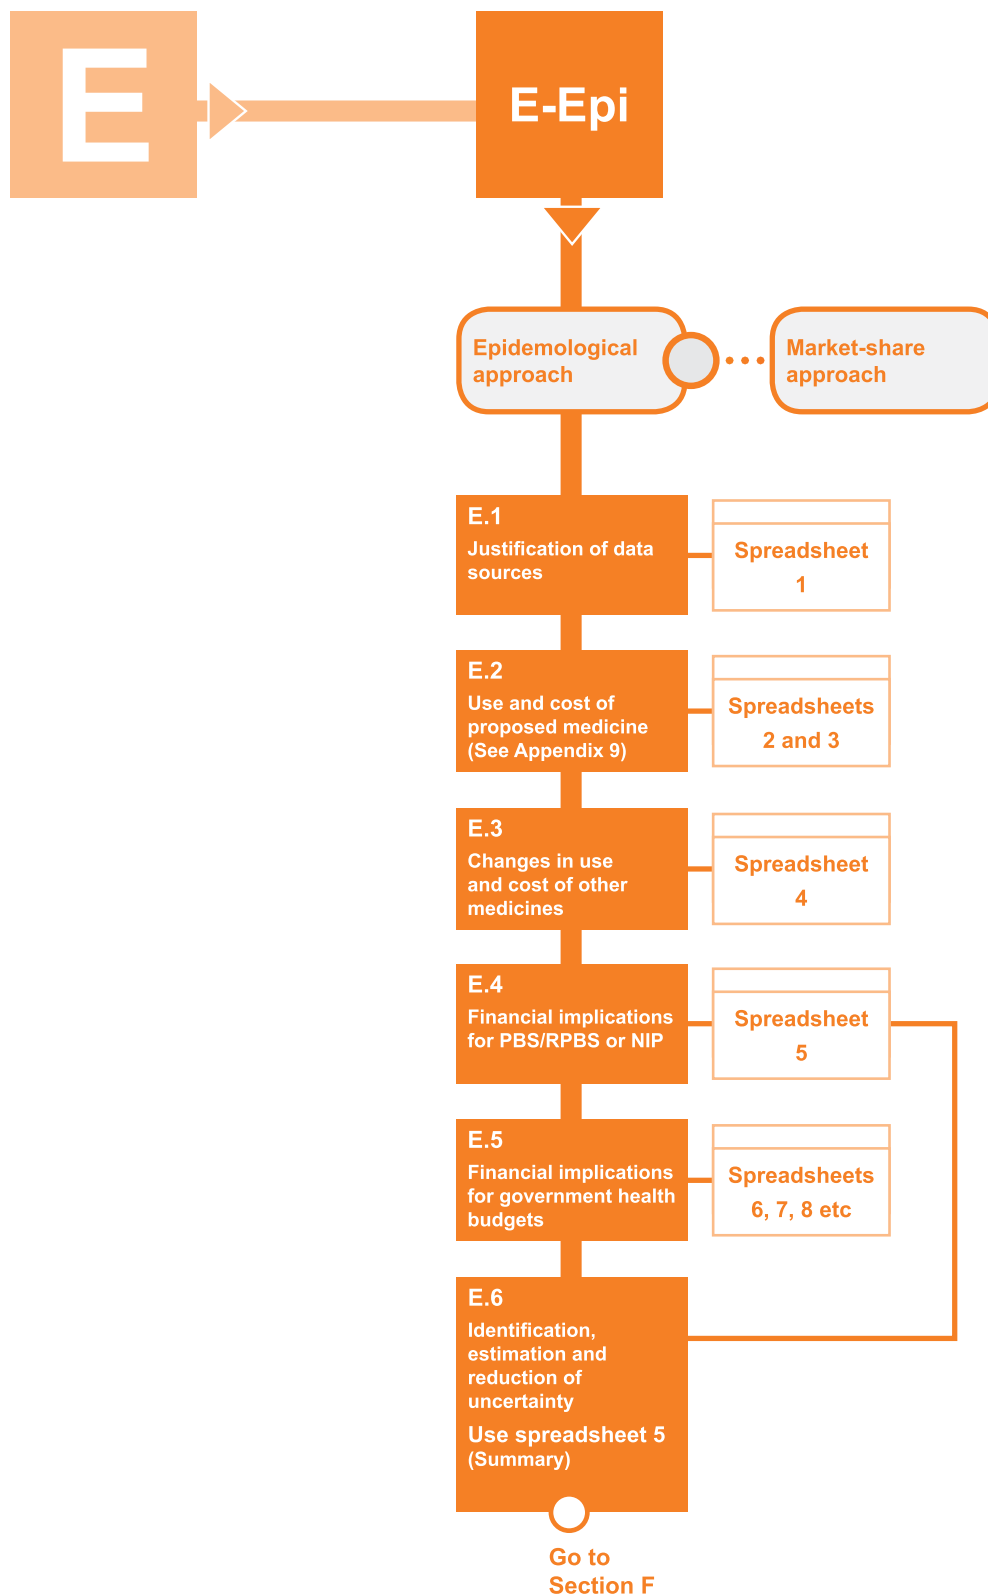 E
E-Epi
Epidemological
approach
Market-share
approach
E.1
Justification of data
sources
Spreadsheet
1
E.2
Use and cost of
proposed medicine
(See Appendix 9)
Spreadsheets
2 and 3
E.3
Changes in use
and cost of other
medicines
Spreadsheet
4
E.4
Financial implications
for PBS/RPBS or NIP
Spreadsheet
5
E.5
Financial implications
for government health
budgets
Spreadsheets
6, 7, 8 etc
E.6
Identification,
estimation and
reduction of
uncertainty
Use spreadsheet 5
(Summary)
Go to
Section F